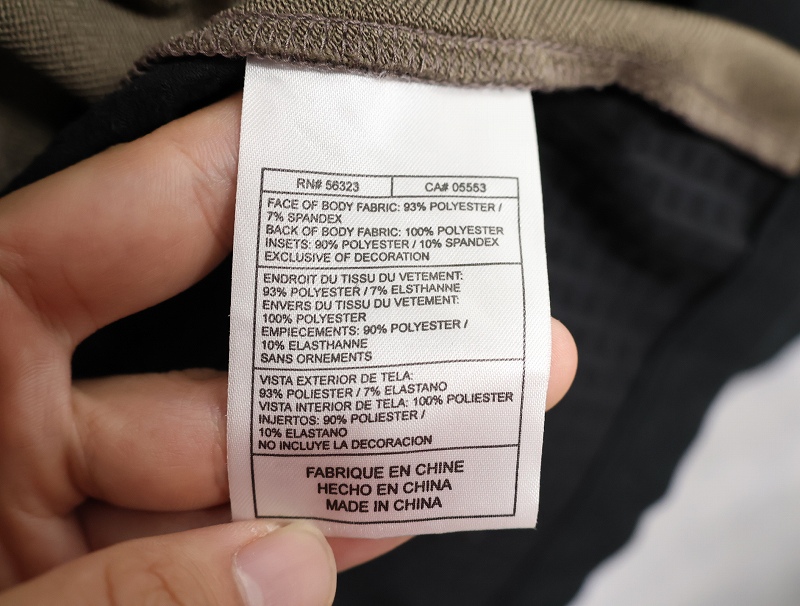 RN# 56323 CA# 05553
FACE OF BODY FABRIC: 93% POLYESTER /
7% SPANDEX
BACK OF BODY FABRIC: 100% POLYESTER
INSETS: 90% POLYESTER / 10% SPANDEX
EXCLUSIVE OF DECORATION
ENDROIT DU TISSU DU VETEMENT:
93% POLYESTER / 7% ELSTHANNE
ENVERS DU TISSU DU VETEMENT:
100% POLYESTER
EMPIECEMENTS: 90% POLYESTER /
10% ELASTHANNE
SANS ORNEMENTS
VISTA EXTERIOR DE TELA:
93% POLIESTER / 7% ELASTANO
VISTA INTERIOR DE TELA: 100% POLIESTER
INJERTOS: 90% POLIESTER /
10% ELASTANO
NO INCLUYE LA DECORACION
FABRIQUE EN CHINE
HECHO EN CHINA
MADE IN CHINA